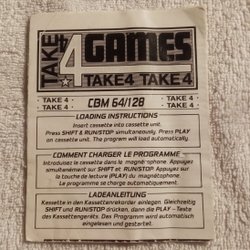 TAKE 4 GAMES
TAKE 4 TAKE 4
TAKE 4 · CBM 64/128 · TAKE 4
TAKE 4 · TAKE 4
LOADING INSTRUCTIONS
Insert cassette into cassette unit.
Press SHIFT & RUN/STOP simultaneously. Press PLAY
on cassette unit. The program will load automatically.
COMMENT CHARGER LE PROGRAMME
Introduisez le cassette dans le magnétophone. Appuyez
simultanément sur SHIFT et RUN/STOP. Appuyez sur
la touche de lecture (PLAY) du magnétophone.
Le programme se charge automatiquement.
LADEANLEITUNG
Kassette in den Kassettenrekorder einlegen. Gleichzeitig
SHIFT und RUN/STOP drücken, dann die PLAY - Taste
des Kassettengeräts. Das Programm wird automatisch
eingelesen und gestartet.